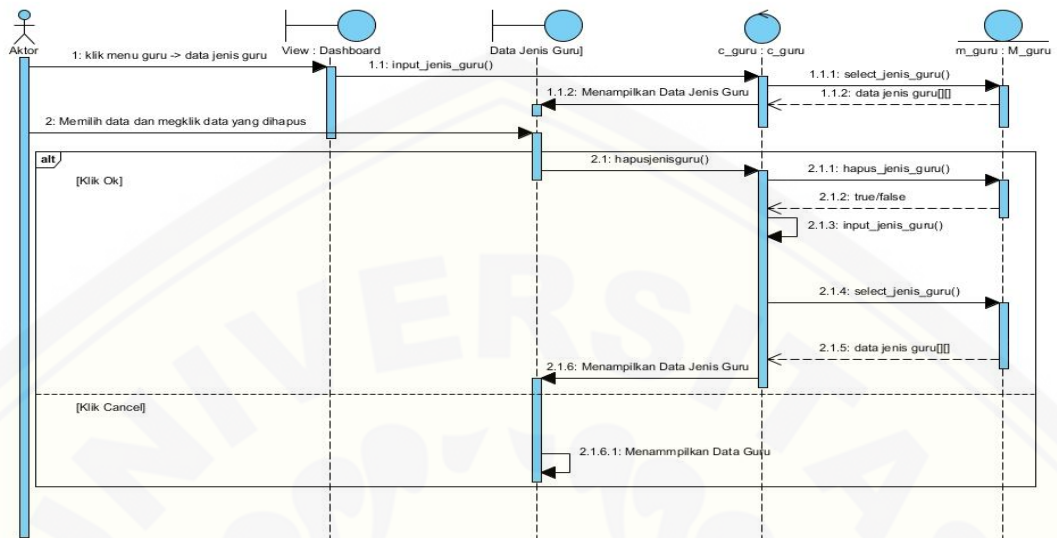 Aktor
View : Dashboard
Data Jenis Guru]
c_guru : c_guru
m_guru : M_guru
1: klik menu guru -> data jenis guru
1.1: input_jenis_guru()
1.1.1: select_jenis_guru()
1.1.2: Menampilkan Data Jenis Guru
1.1.2: data jenis guru[][]
2: Memilih data dan megklik data yang dihapus
alt
2.1: hapusjenisguru()
[Klik Ok]
2.1.1: hapus_jenis_guru()
2.1.2: true/false
2.1.3: input_jenis_guru()
2.1.4: select_jenis_guru()
2.1.5: data jenis guru[][]
2.1.6: Menampilkan Data Jenis Guru
[Klik Cancel]
2.1.6.1: Menammpilkan Data Guru
UNIVERSITAS